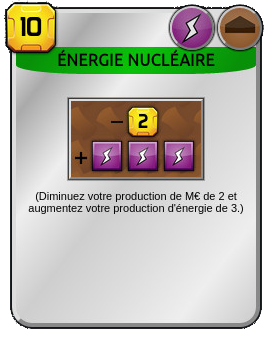 10
ÉNERGIE NUCLÉAIRE
− 2
+
(Diminuez votre production de M€ de 2 et
augmentez votre production d'énergie de 3.)